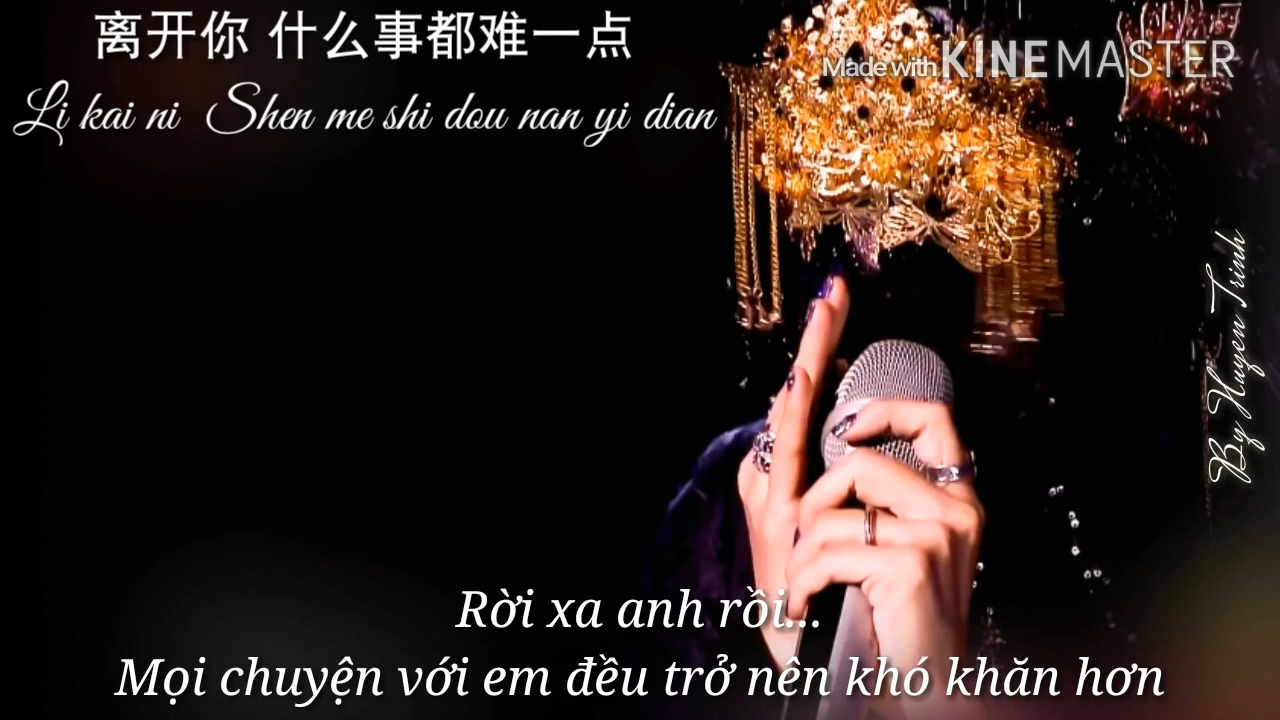 离开你 什么事都难一点
Made with KINEMASTER
Li kai ni Shen me shi dou nan yi dian
By Huyen Trinh
Rời xa anh rồi...
Mọi chuyện với em đều trở nên khó khăn hơn